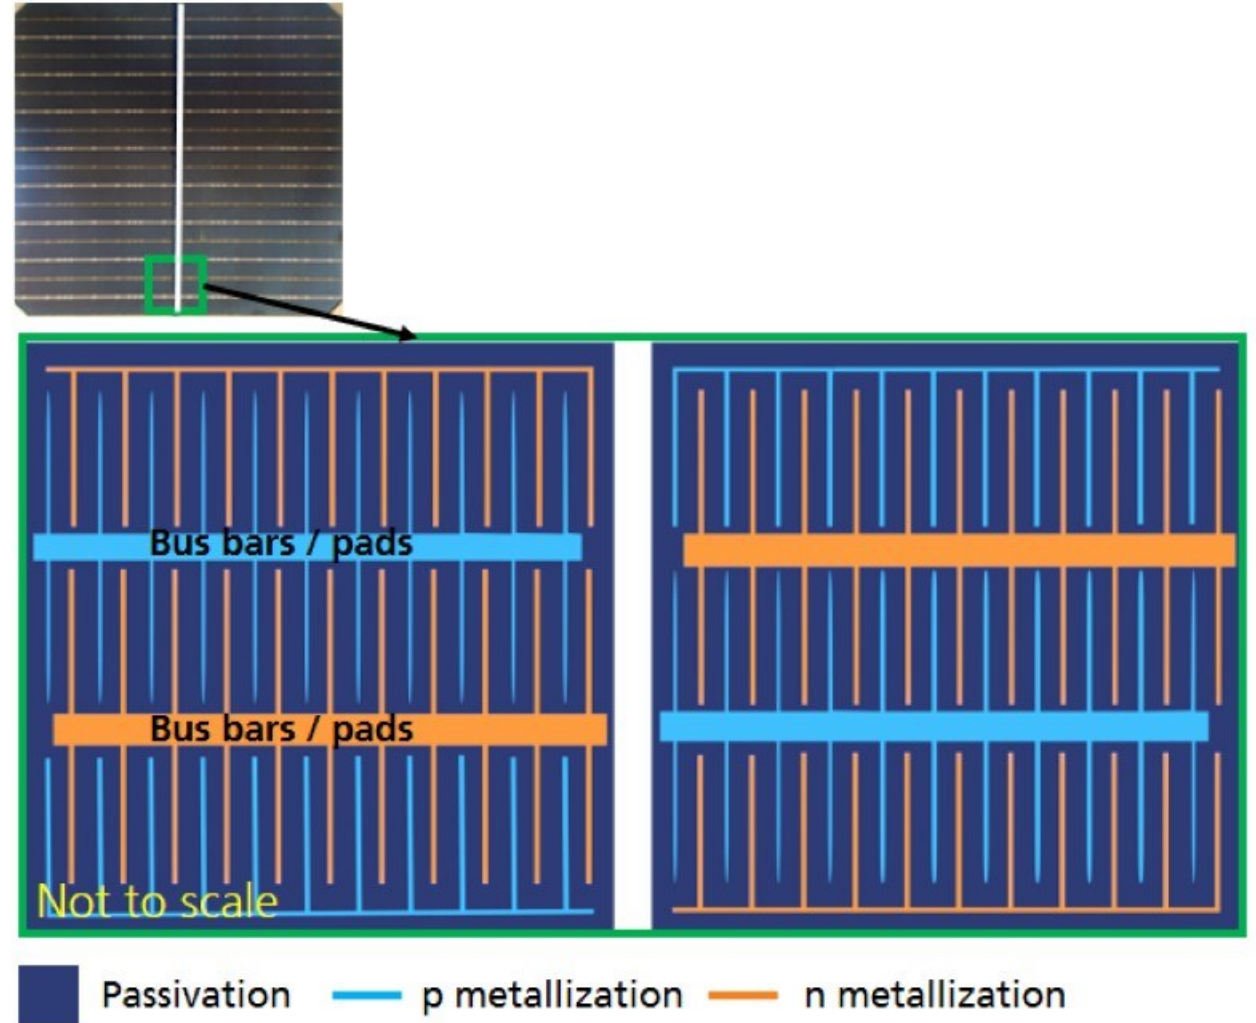 Bus bars / pads
Bus bars / pads
Not to scale
Passivation
p metallization
n metallization